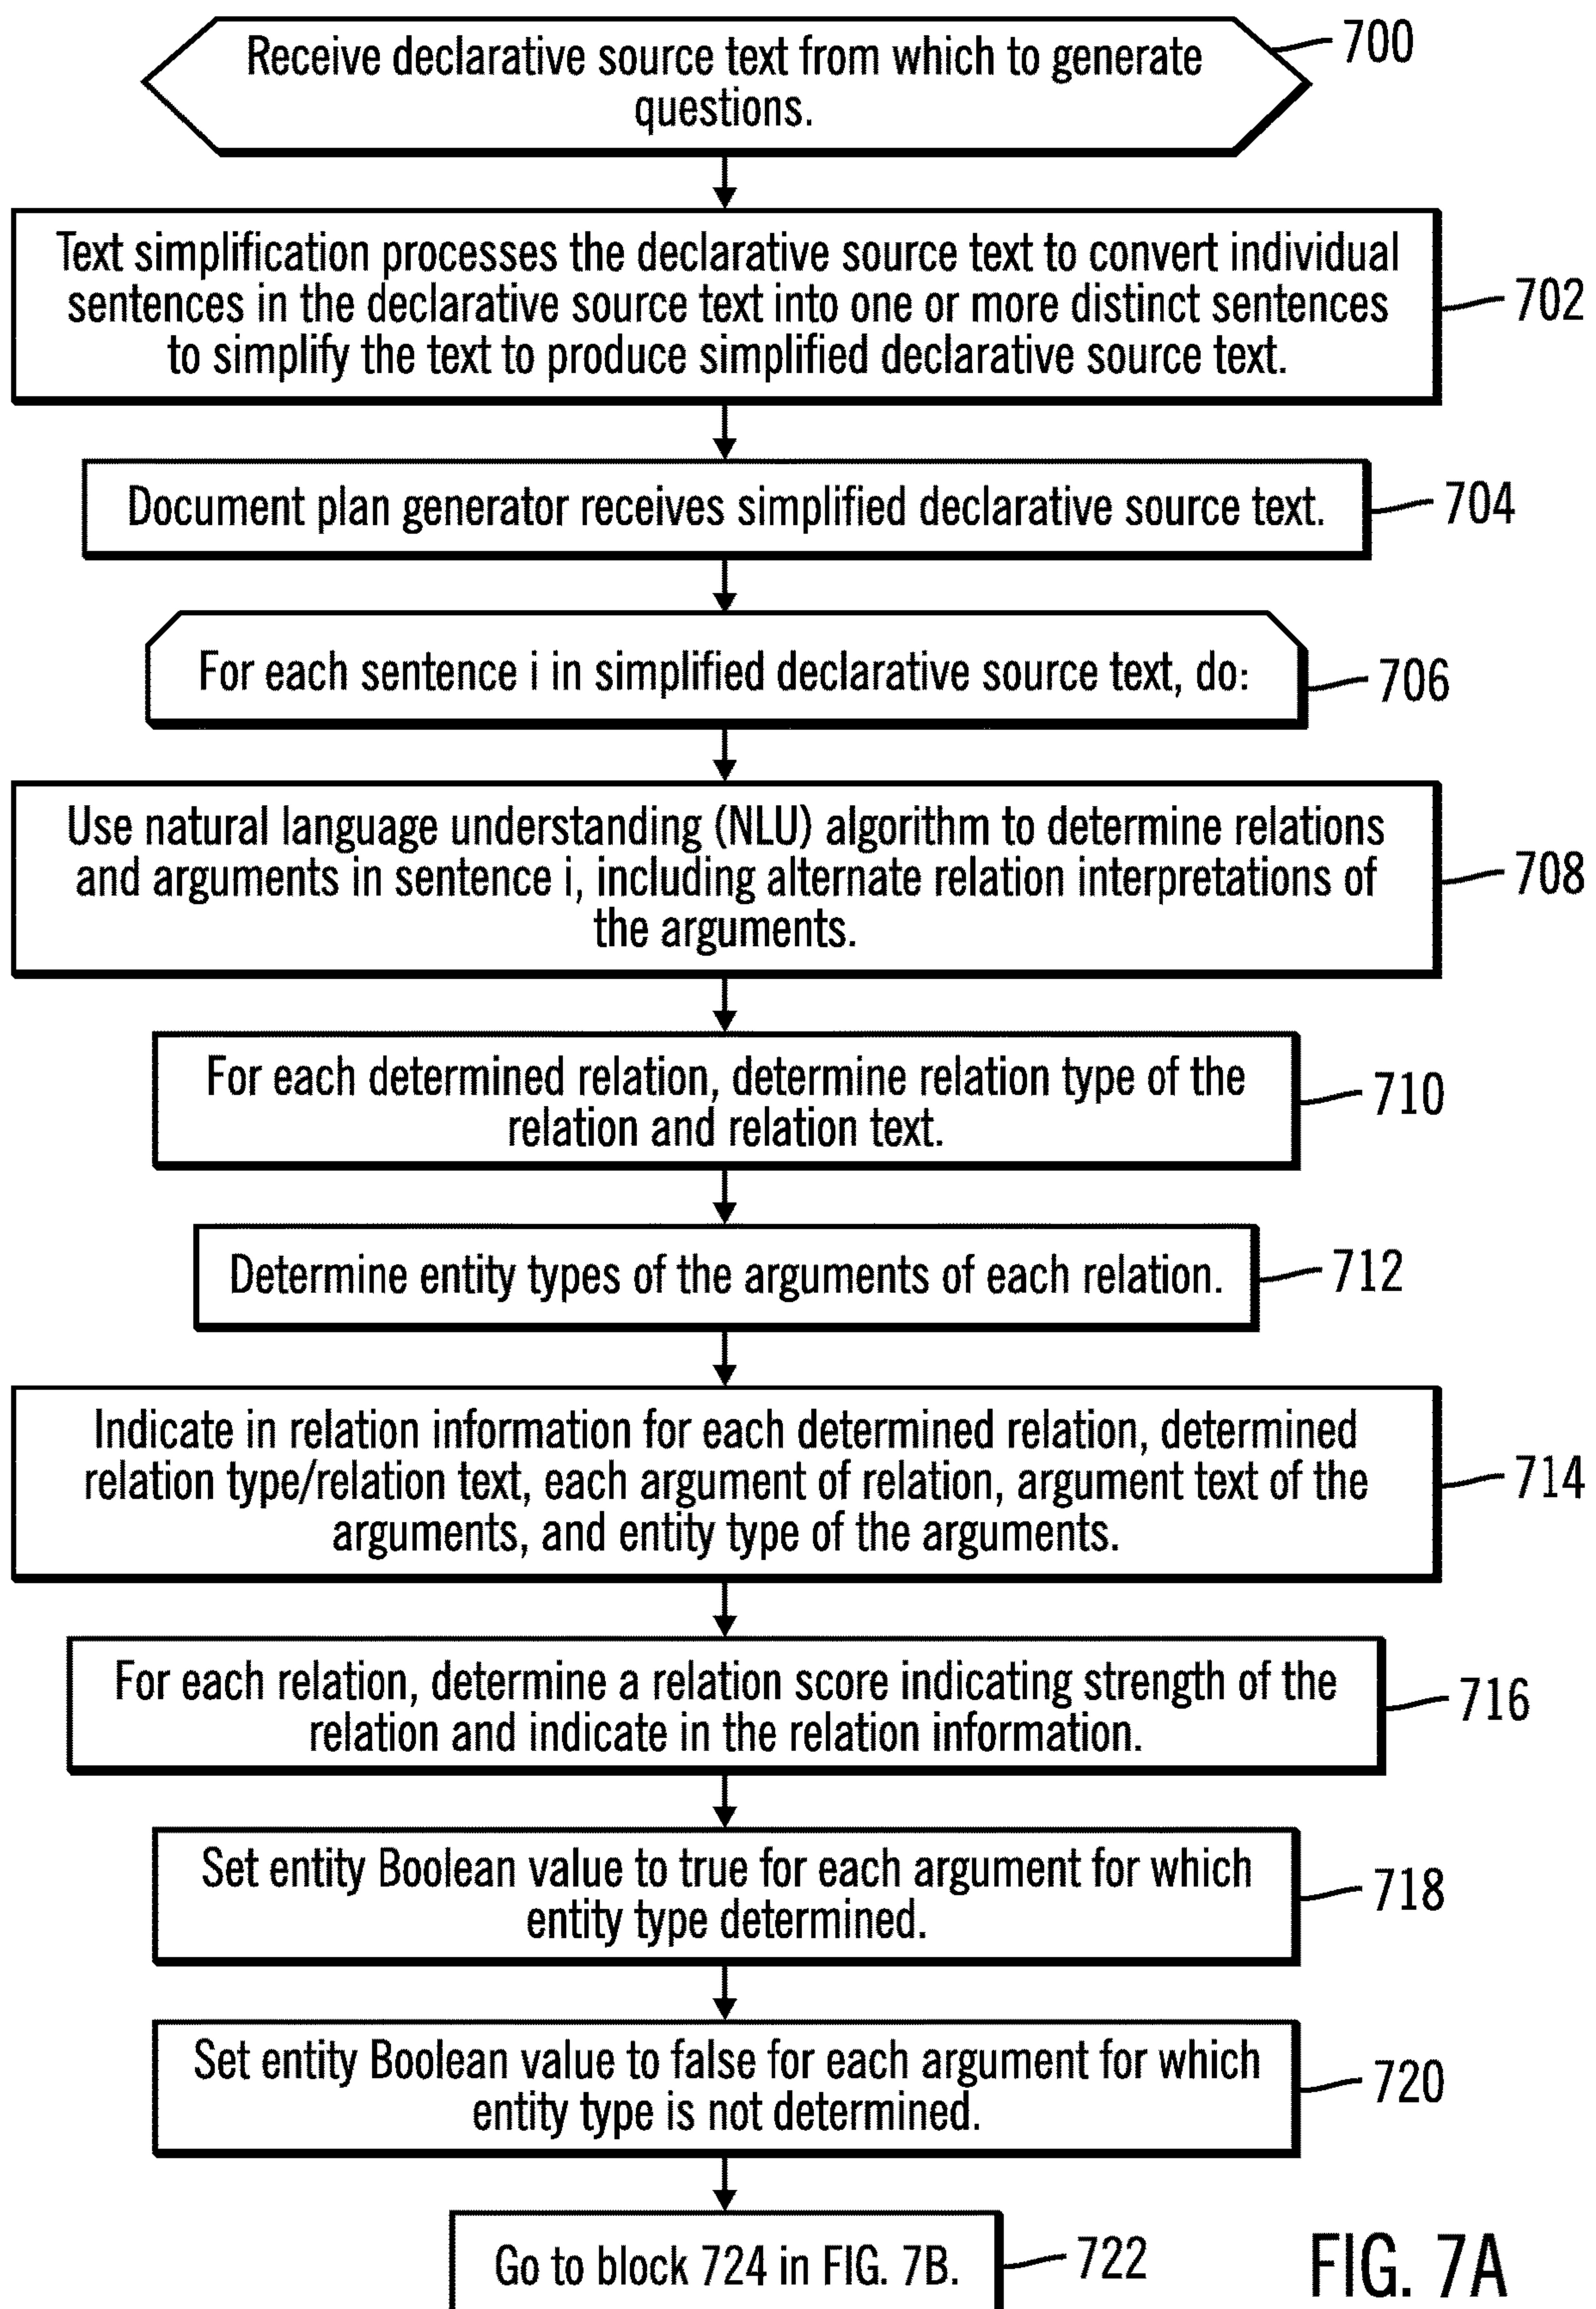 Receive declarative source text from which to generate
questions.
700
Text simplification processes the declarative source text to convert individual
sentences in the declarative source text into one or more distinct sentences
to simplify the text to produce simplified declarative source text.
702
Document plan generator receives simplified declarative source text.
704
For each sentence i in simplified declarative source text, do:
706
Use natural language understanding (NLU) algorithm to determine relations
and arguments in sentence i, including alternate relation interpretations of
the arguments.
708
For each determined relation, determine relation type of the
relation and relation text.
710
Determine entity types of the arguments of each relation.
712
Indicate in relation information for each determined relation, determined
relation type/relation text, each argument of relation, argument text of the
arguments, and entity type of the arguments.
714
For each relation, determine a relation score indicating strength of the
relation and indicate in the relation information.
716
Set entity Boolean value to true for each argument for which
entity type determined.
718
Set entity Boolean value to false for each argument for which
entity type is not determined.
720
Go to block 724 in FIG. 7B.
722
FIG. 7A